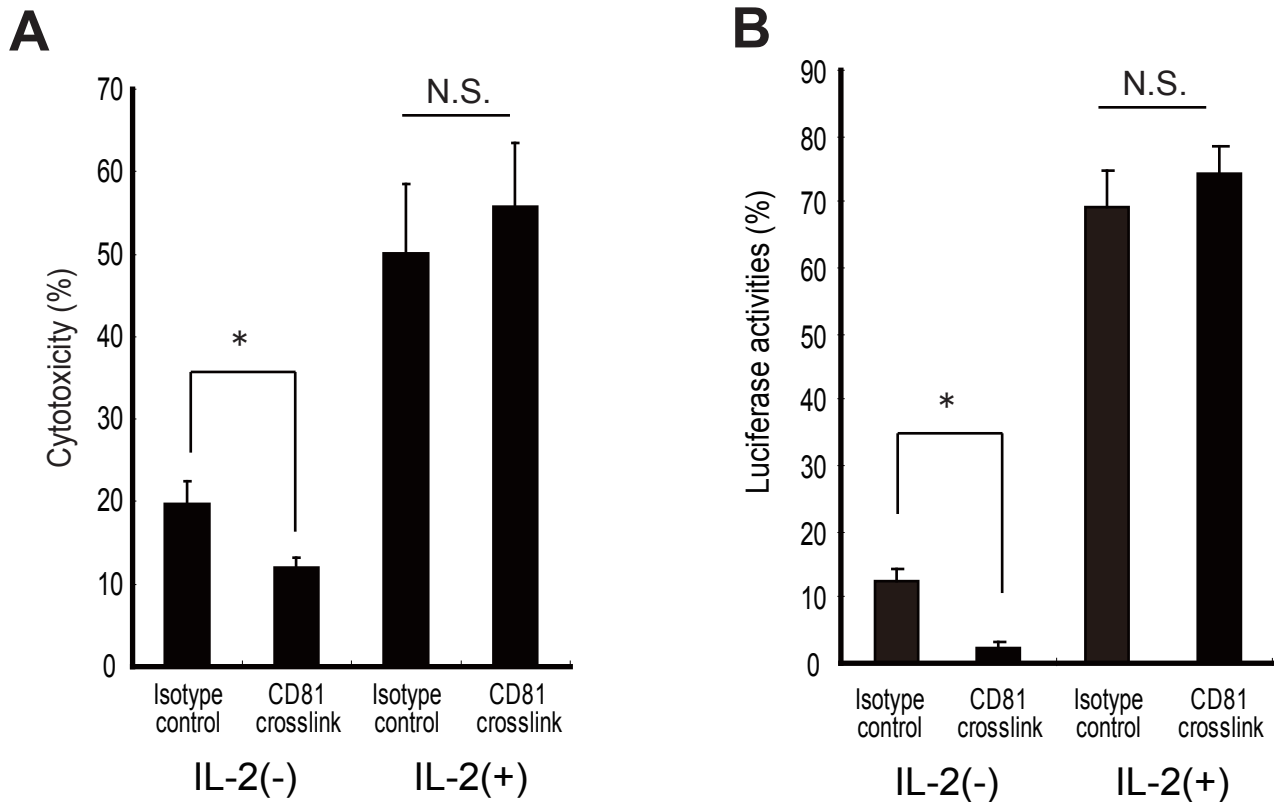 A
Cytotoxicity (%)
70
60
50
40
30
20
10
0
*
N.S.
Isotype
control
CD81
crosslink
Isotype
control
CD81
crosslink
IL-2(-)
IL-2(+)
B
Luciferase activities (%)
90
80
70
60
50
40
30
20
10
0
*
N.S.
Isotype
control
CD81
crosslink
Isotype
control
CD81
crosslink
IL-2(-)
IL-2(+)